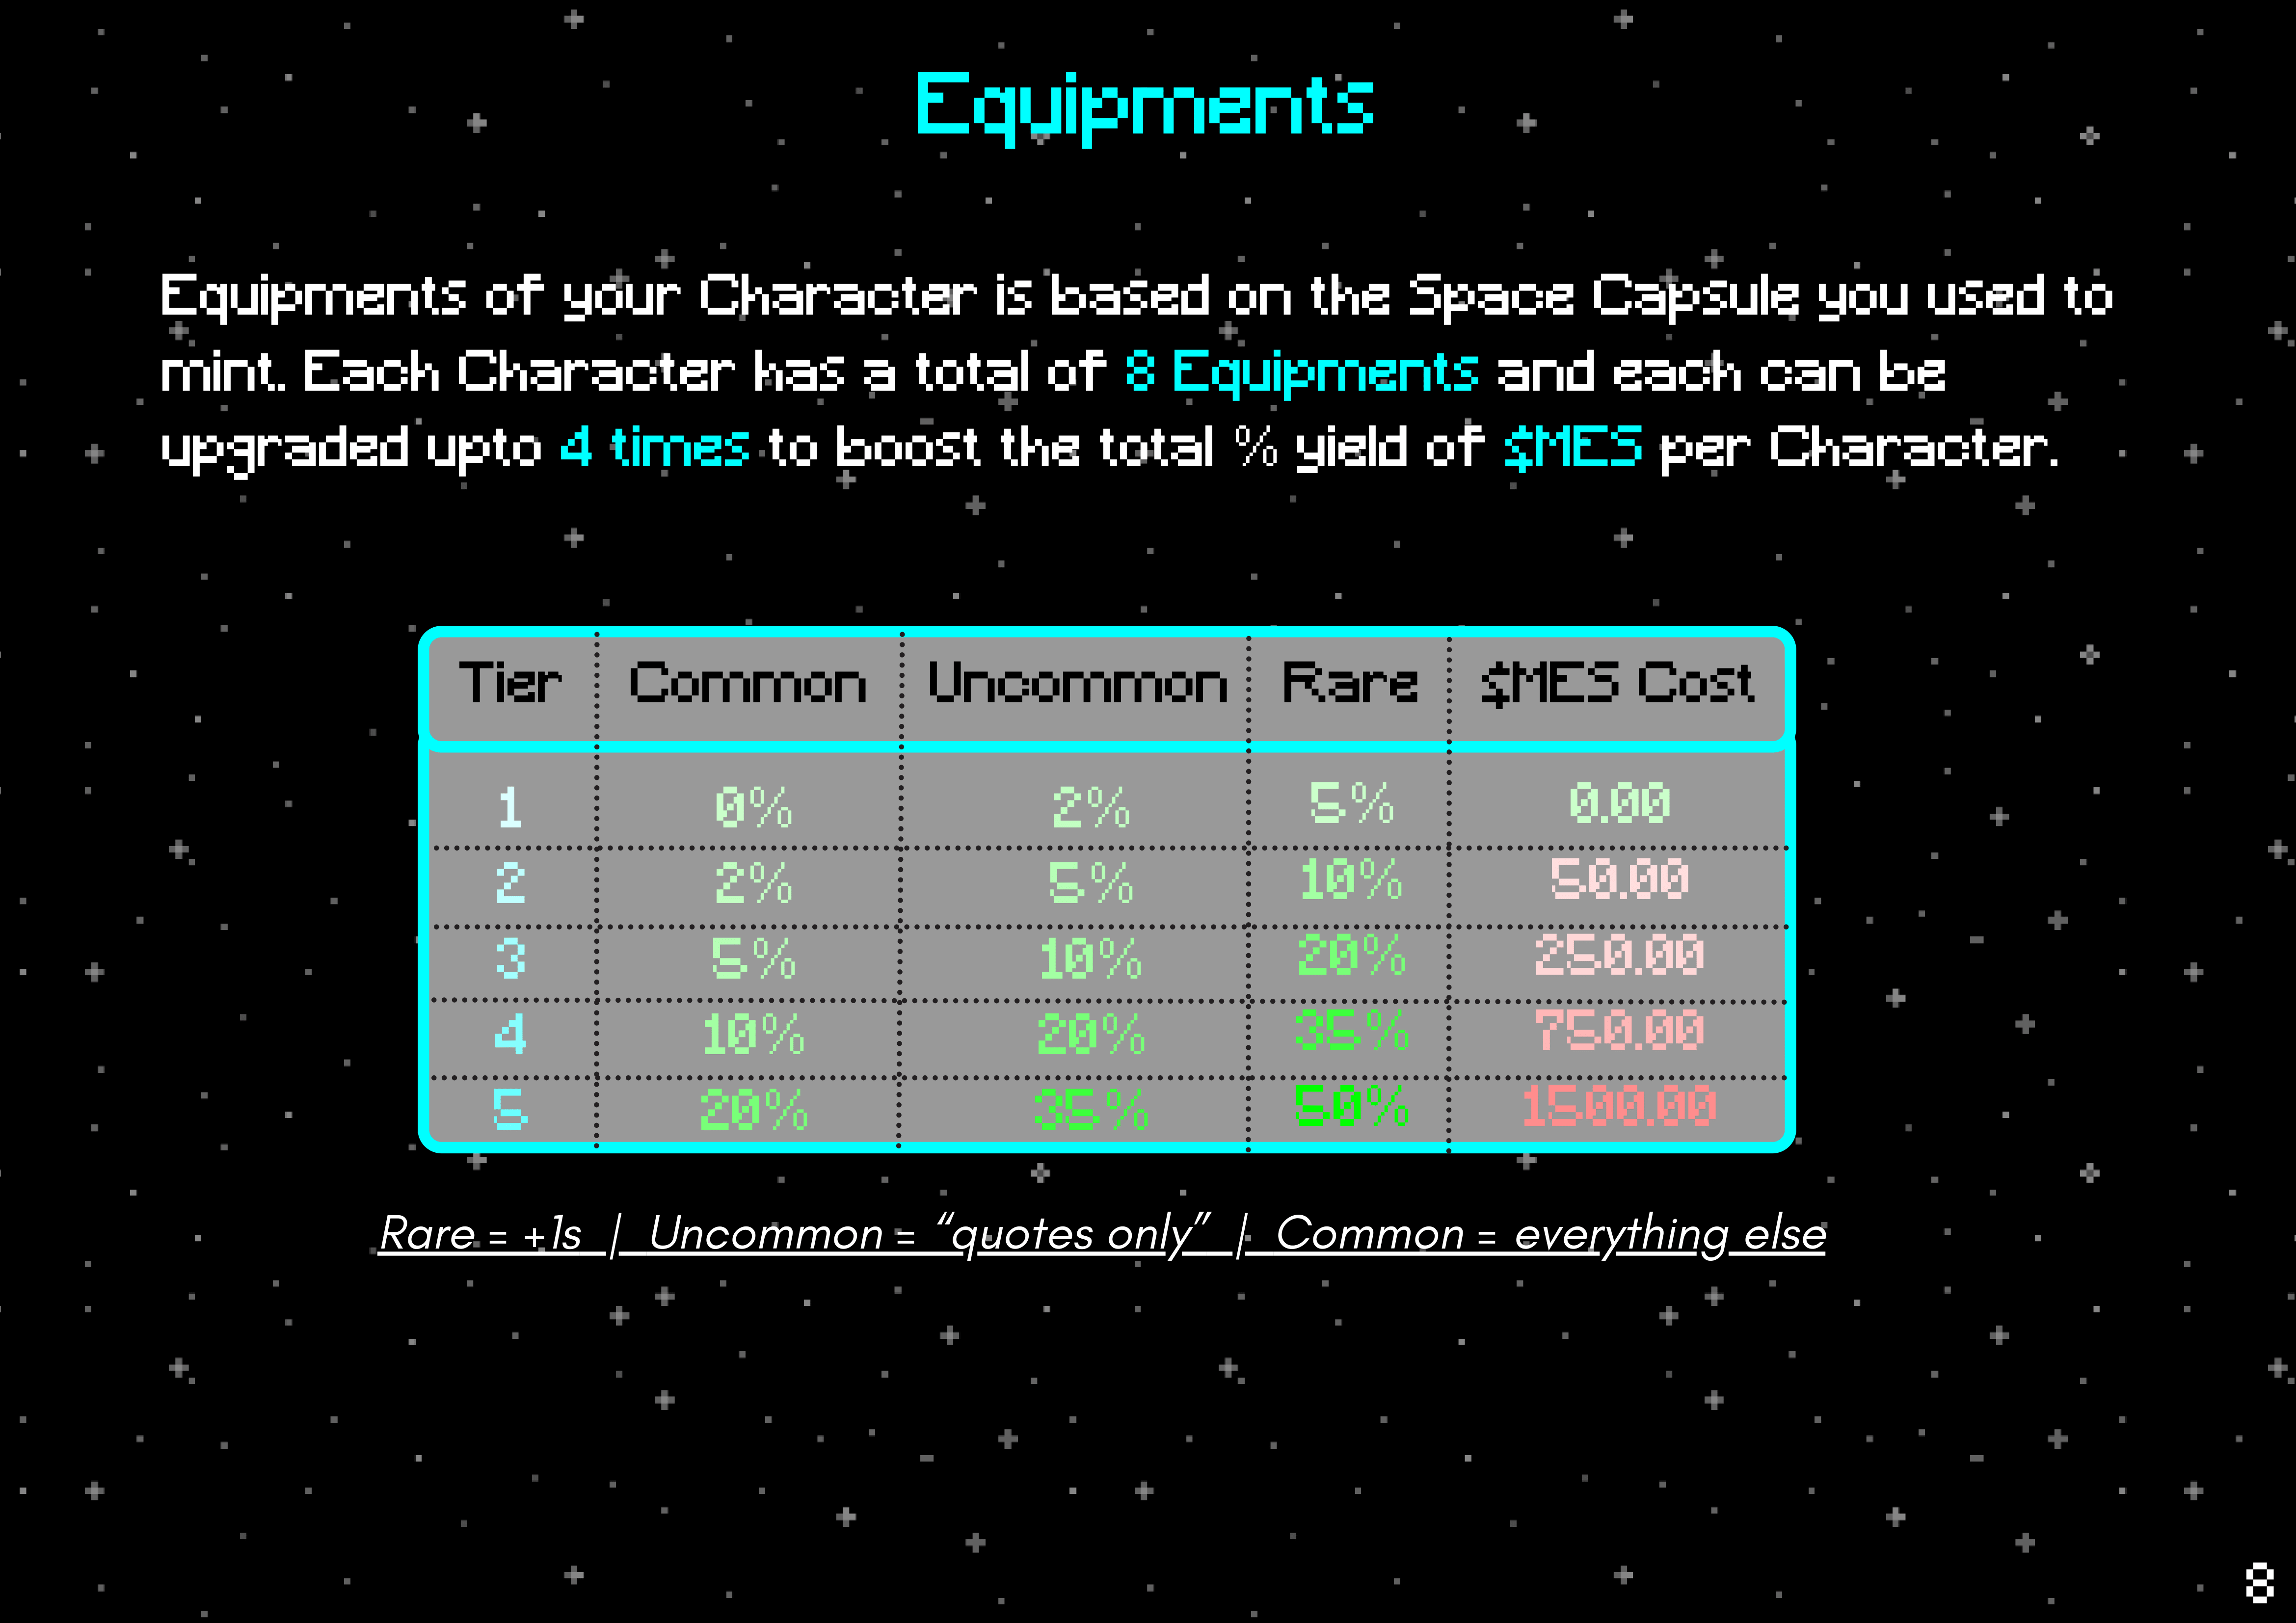 Equipments
Equipments of your Character is based on the Space Capsule you used to
mint. Each Character has a total of 8 Equipments and each can be
upgraded upto 4 times to boost the total % yield of $MES per Character.
Tier Common Uncommon Rare $MES Cost
1 0% 2% 5% 0.00
2 2% 5% 10% 50.00
3 5% 10% 20% 250.00
4 10% 20% 35% 750.00
5 20% 35% 50% 1500.00
Rare = +1s | Uncommon = “quotes only” | Common = everything else
8